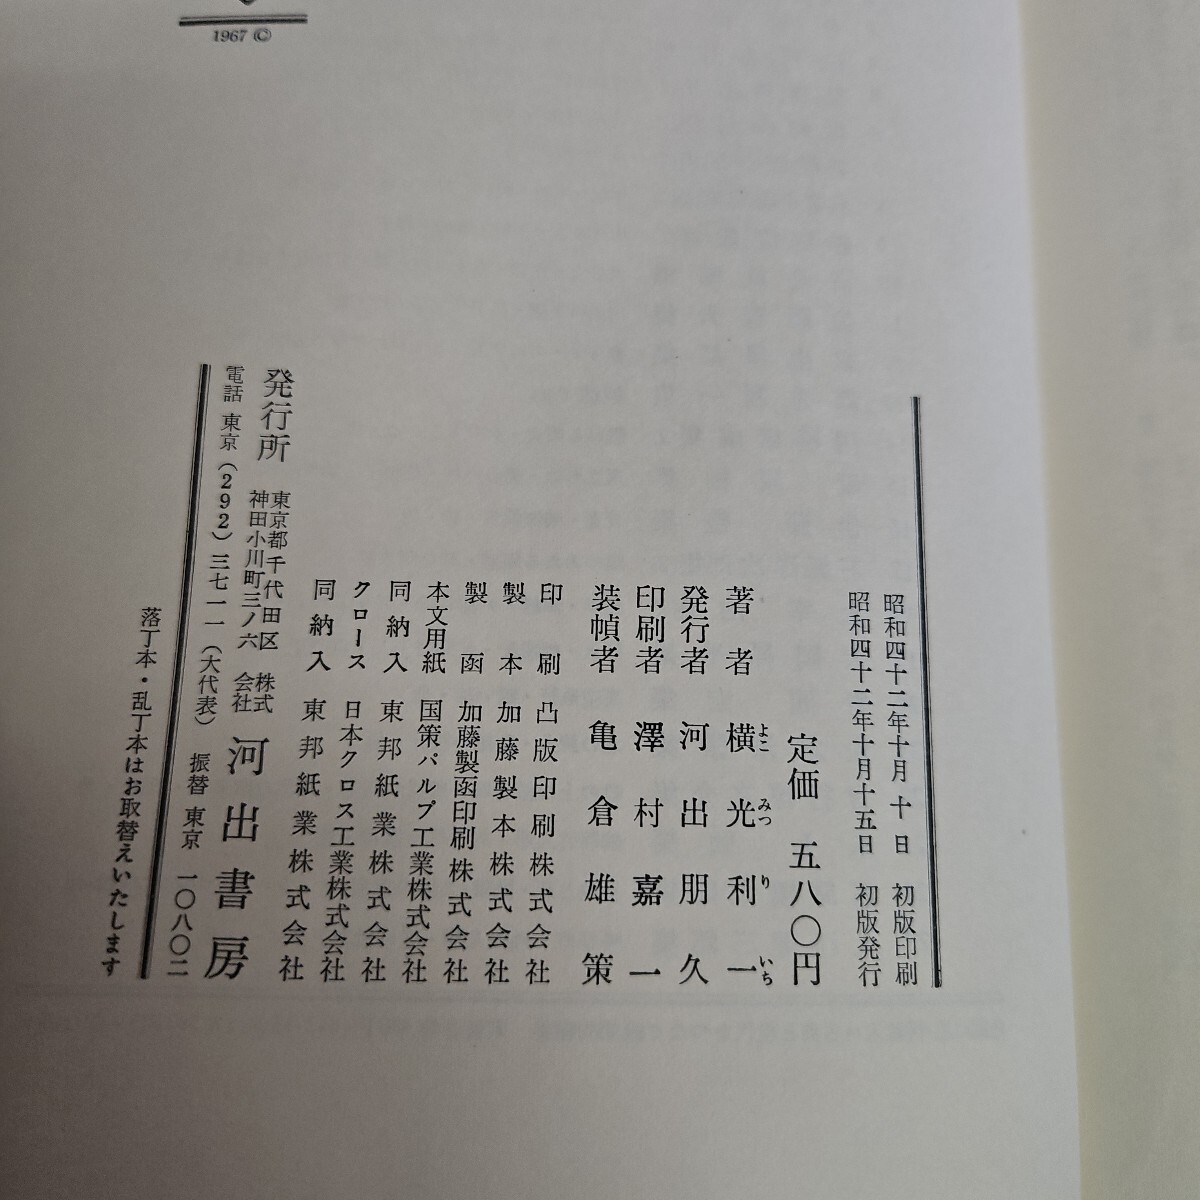 1967 ©
昭和四十二年十月 十 日 初版印刷
昭和四十二年十月十五日 初版発行
定価 五八〇円
著者 横光利一
よこ みつ り いち
発行者 河出朋久
印刷者 澤村嘉一
装幀者 亀倉雄策
印刷 凸版印刷株式会社
製本 加藤製本株式会社
製函 加藤製函印刷株式会社
本文用紙 国策パルプ工業株式会社
同納入 東邦紙業株式会社
クロース 日本クロス工業株式会社
同納入 東邦紙業株式会社
発行所 東京都千代田区神田小川町三ノ六 株式会社 河出書房
電話 東京(292)三七一一(大代表) 振替 東京 一〇八〇二
落丁本・乱丁本はお取替えいたします